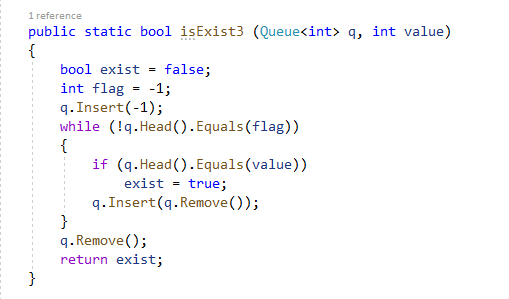 1 reference
public static bool isExist3 (Queue<int> q, int value)
{
    bool exist = false;
    int flag = -1;
    q.Insert(-1);
    while (!q.Head().Equals(flag))
    {
        if (q.Head().Equals(value))
            exist = true;
        q.Insert(q.Remove());
    }
    q.Remove();
    return exist;
}